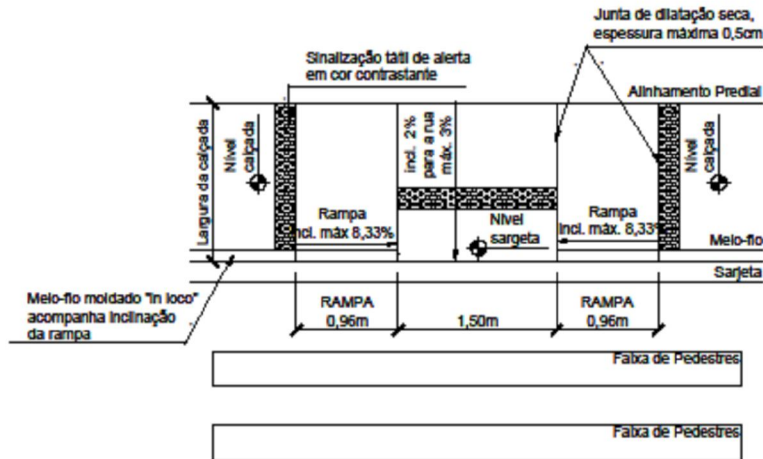 Junta de dilatação seca,
espessura máxima 0,5cm
Sinalização tátil de alerta
em cor contrastante
Alinhamento Predial
Largura da calçada
Nível
calçada
incl. 2%
para a rua
máx. 3%
Nível
calçada
Rampa
incl. máx 8,33%
Nível
sargeta
Rampa
incl. máx. 8,33%
Meio-fio
Sarjeta
Meio-fio moldado "in loco"
acompanha inclinação
da rampa
RAMPA
0,96m
1,50m
RAMPA
0,96m
Faixa de Pedestres
Faixa de Pedestres